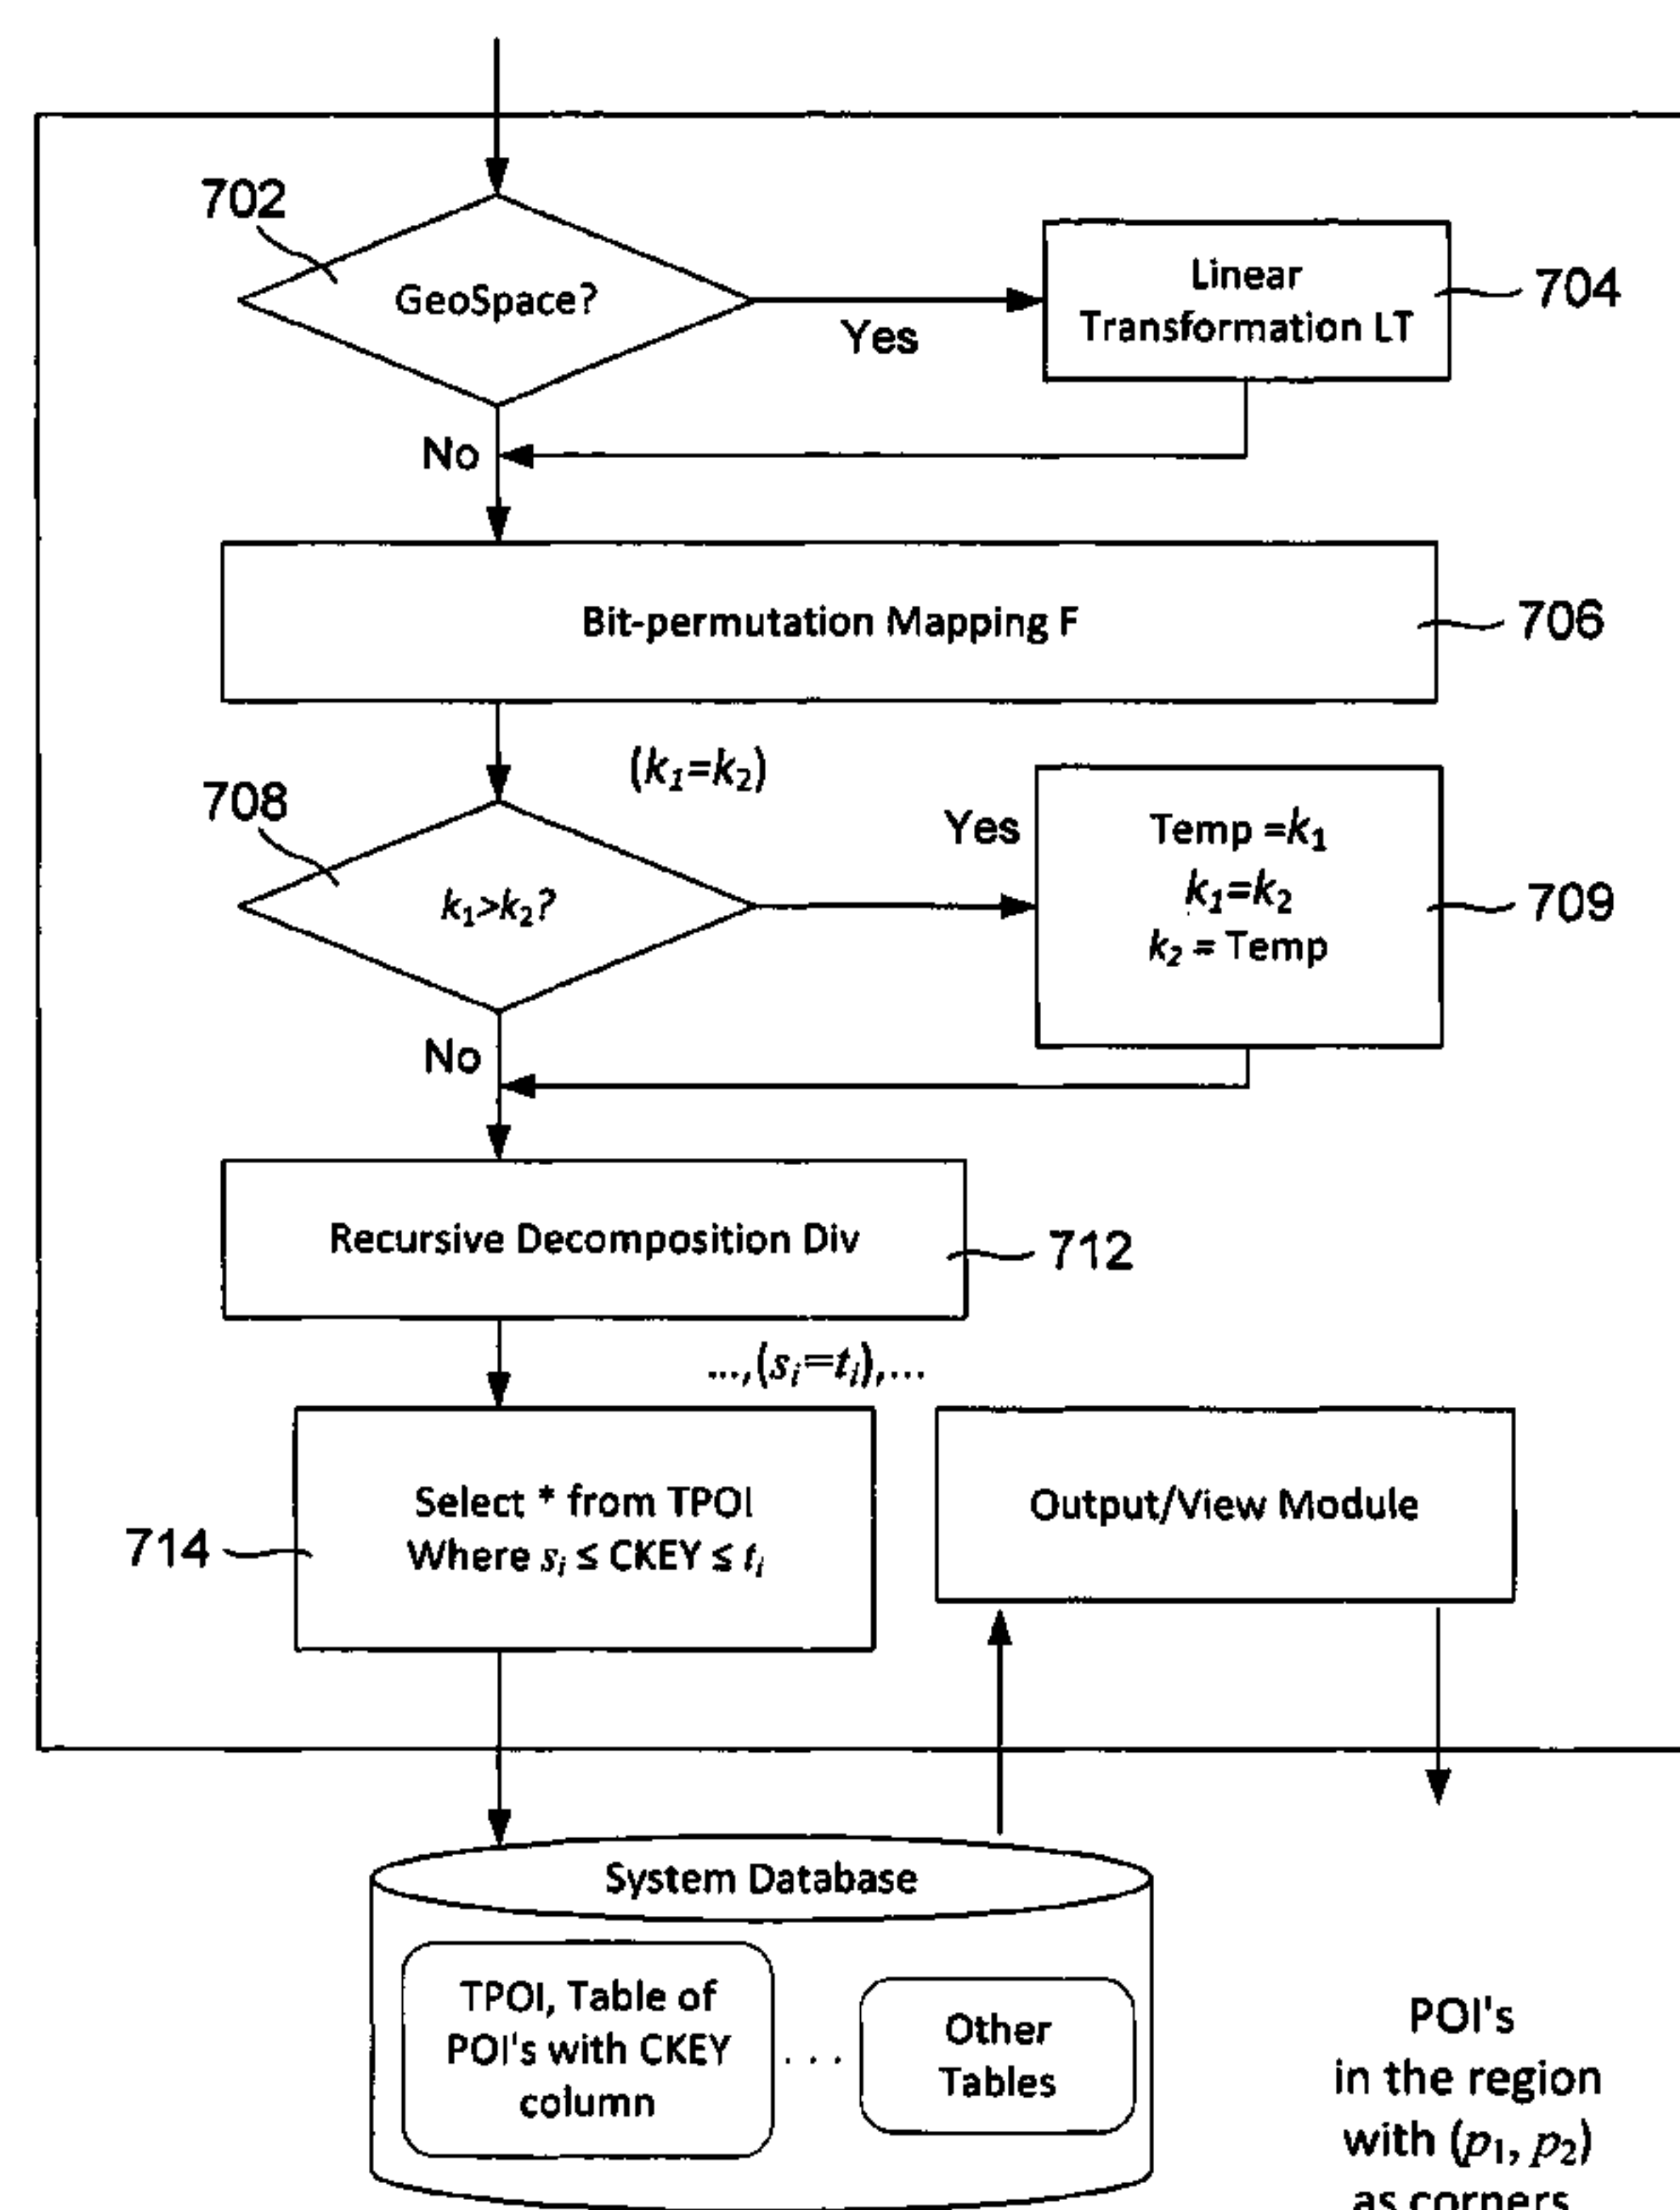 702
GeoSpace?
Yes
Linear
Transformation LT
704
No
Bit-permutation Mapping F
706
(k₁=k₂)
708
k₁>k₂?
Yes
Temp =k₁
k₁=k₂
k₂ = Temp
709
No
Recursive Decomposition Div
712
...,(sᵢ=tᵢ),...
Select * from TPOI
Where sᵢ ≤ CKEY ≤ tᵢ
714
Output/View Module
System Database
TPOI, Table of
POI's with CKEY
column
. . .
Other
Tables
POI's
in the region
with (p₁, p₂)
as corners